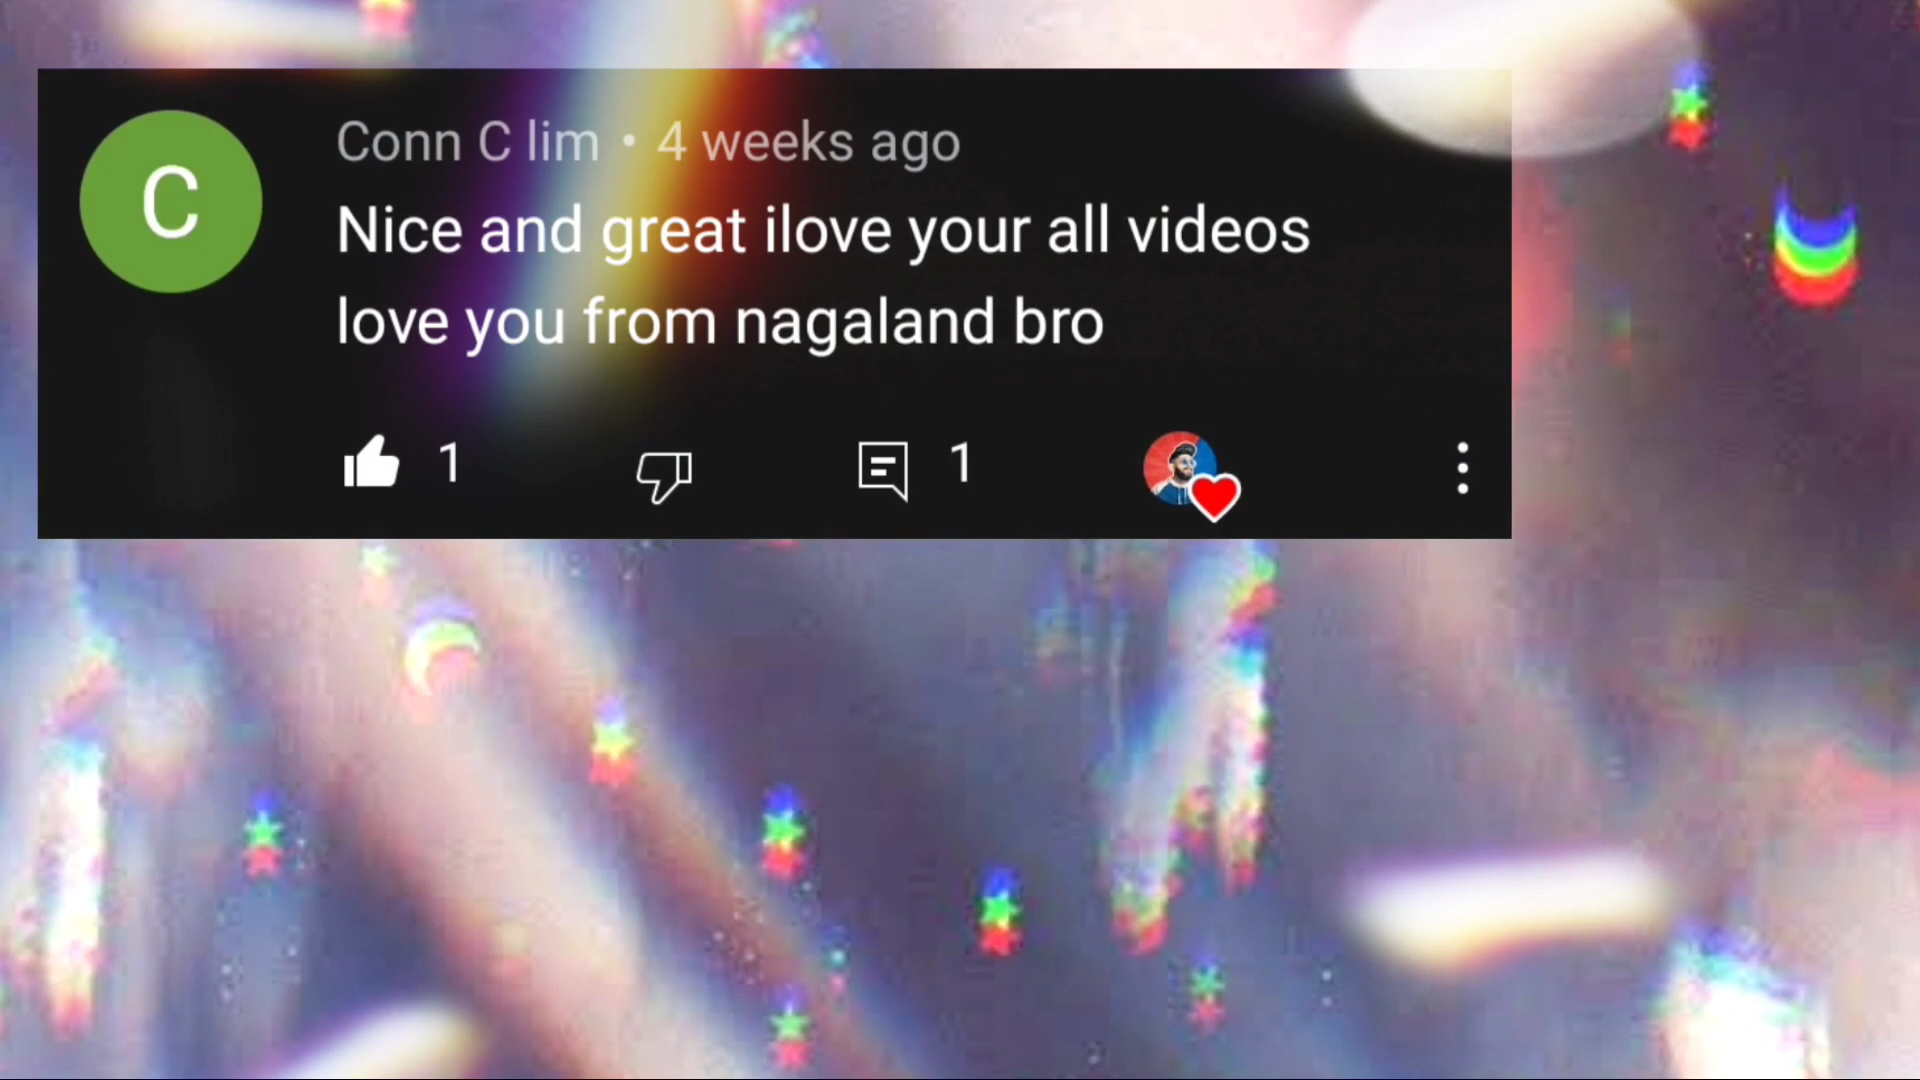 C
Conn C lim • 4 weeks ago
Nice and great ilove your all videos
love you from nagaland bro
1
1